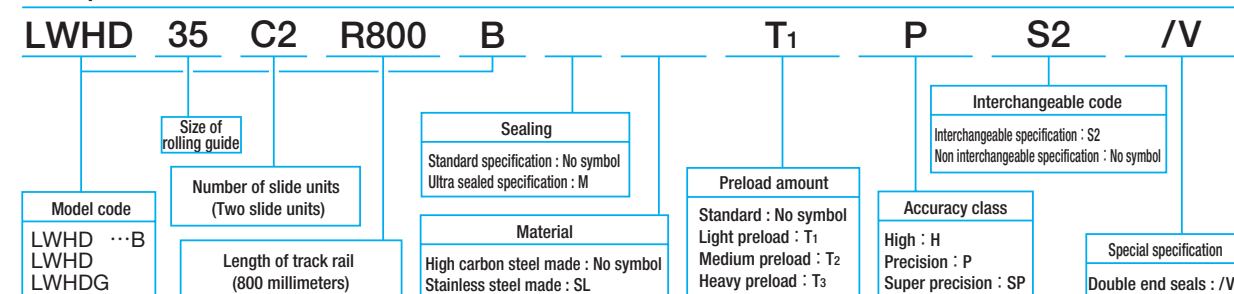 LWHD 35 C2 R800 B T1 P S2 /V
Size of
rolling guide
Number of slide units
(Two slide units)
Model code
LWHD …B
LWHD
LWHDG
Length of track rail
(800 millimeters)
Sealing
Standard specification : No symbol
Ultra sealed specification : M
Material
High carbon steel made : No symbol
Stainless steel made : SL
Preload amount
Standard : No symbol
Light preload : T1
Medium preload : T2
Heavy preload : T3
Interchangeable code
Interchangeable specification : S2
Non interchangeable specification : No symbol
Accuracy class
High : H
Precision : P
Super precision : SP
Special specification
Double end seals : /V